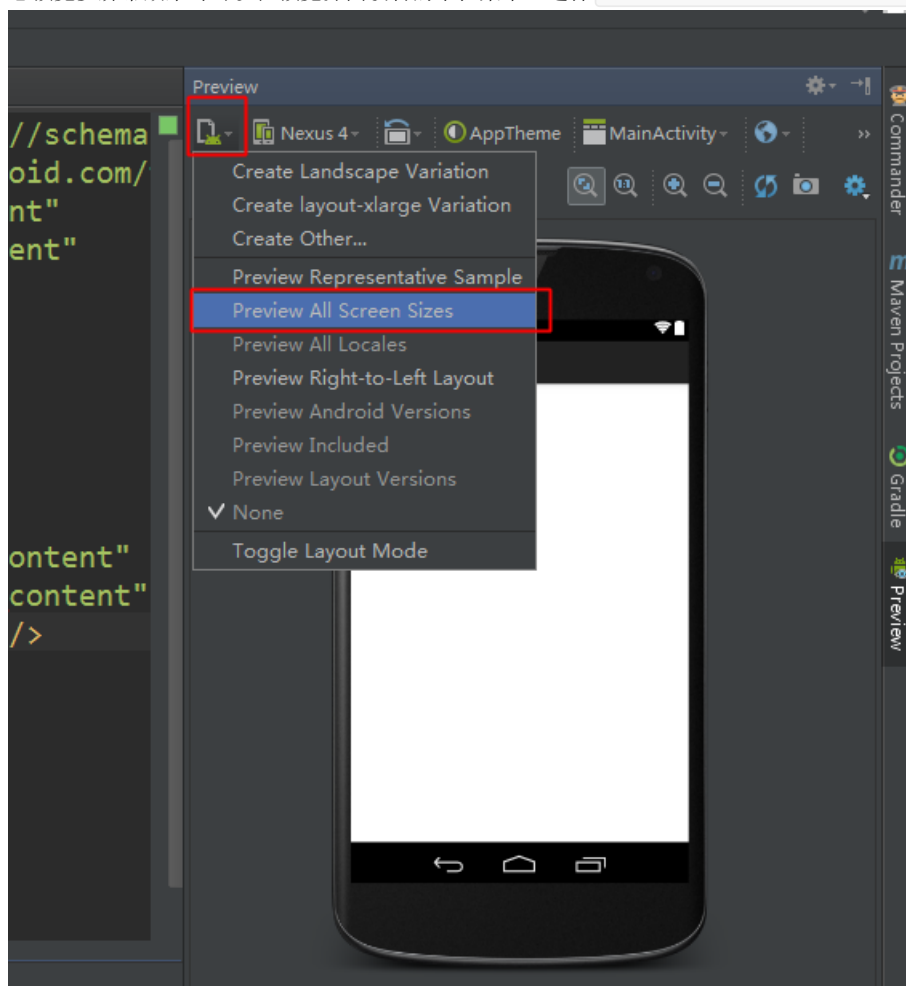 Preview
//schema
Nexus 4
AppTheme
MainActivity
oid.com/
nt"
ent"
Create Landscape Variation
Create layout-xlarge Variation
Create Other...
Preview Representative Sample
Preview All Screen Sizes
Preview All Locales
Preview Right-to-Left Layout
Preview Android Versions
Preview Included
Preview Layout Versions
None
Toggle Layout Mode
ontent"
content"
/>
Commander
Maven Projects
Gradle
Preview